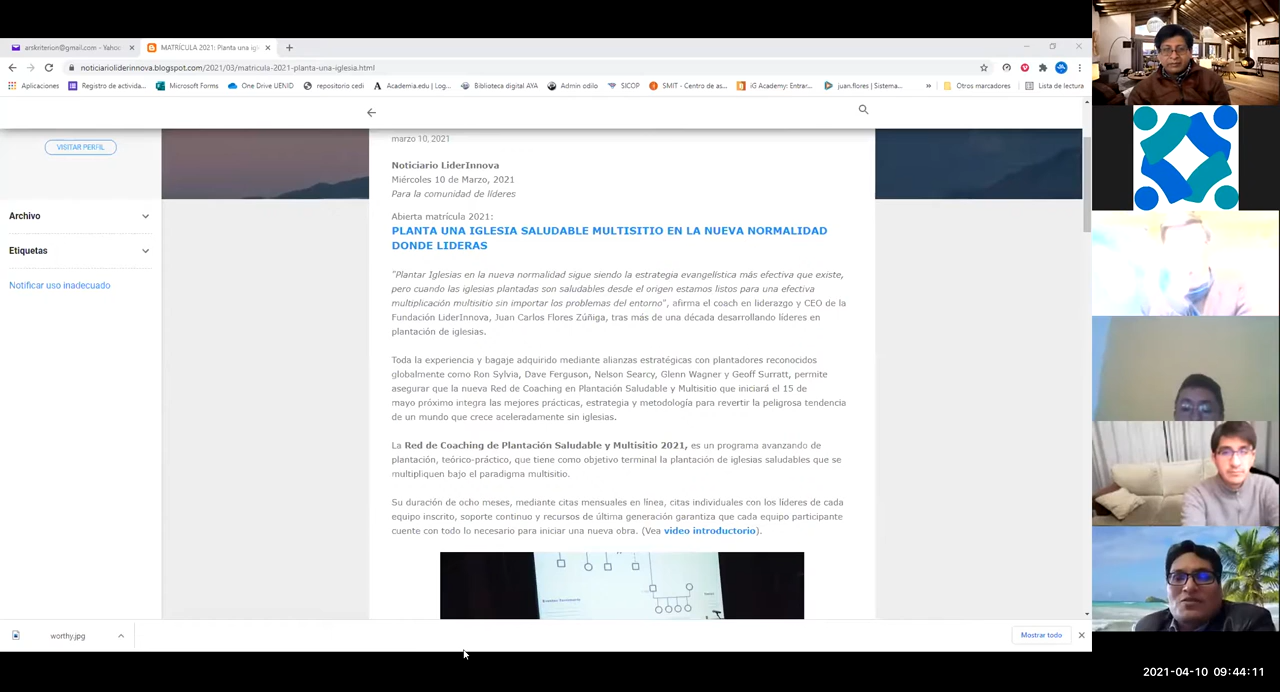 arskriterion@gmail.com - Yahoo
MATRÍCULA 2021: Planta una igl
noticiarioliderinnova.blogspot.com/2021/03/matricula-2021-planta-una-iglesia.html
Aplicaciones
Registro de activida...
Microsoft Forms
One Drive UENID
repositorio cedi
Academia.edu | Log...
Biblioteca digital AYA
Admin odilo
SICOP
SMIT - Centro de as...
iG Academy: Entrar...
juan.flores | Sistema...
»
Otros marcadores
Lista de lectura
VISITAR PERFIL
Archivo
Etiquetas
Notificar uso inadecuado
marzo 10, 2021
Noticiario LiderInnova
Miércoles 10 de Marzo, 2021
Para la comunidad de líderes
Abierta matrícula 2021:
PLANTA UNA IGLESIA SALUDABLE MULTISITIO EN LA NUEVA NORMALIDAD
DONDE LIDERAS
"Plantar Iglesias en la nueva normalidad sigue siendo la estrategia evangelística más efectiva que existe,
pero cuando las iglesias plantadas son saludables desde el origen estamos listos para una efectiva
multiplicación multisitio sin importar los problemas del entorno", afirma el coach en liderazgo y CEO de la
Fundación LiderInnova, Juan Carlos Flores Zúñiga, tras más de una década desarrollando líderes en
plantación de iglesias.
Toda la experiencia y bagaje adquirido mediante alianzas estratégicas con plantadores reconocidos
globalmente como Ron Sylvia, Dave Ferguson, Nelson Searcy, Glenn Wagner y Geoff Surratt, permite
asegurar que la nueva Red de Coaching en Plantación Saludable y Multisitio que iniciará el 15 de
mayo próximo integra las mejores prácticas, estrategia y metodología para revertir la peligrosa tendencia
de un mundo que crece aceleradamente sin iglesias.
La Red de Coaching de Plantación Saludable y Multisitio 2021, es un programa avanzando de
plantación, teórico-práctico, que tiene como objetivo terminal la plantación de iglesias saludables que se
multipliquen bajo el paradigma multisitio.
Su duración de ocho meses, mediante citas mensuales en línea, citas individuales con los líderes de cada
equipo inscrito, soporte continuo y recursos de última generación garantiza que cada equipo participante
cuente con todo lo necesario para iniciar una nueva obra. (Vea video introductorio).
worthy.jpg
Mostrar todo
2021-04-10 09:44:11